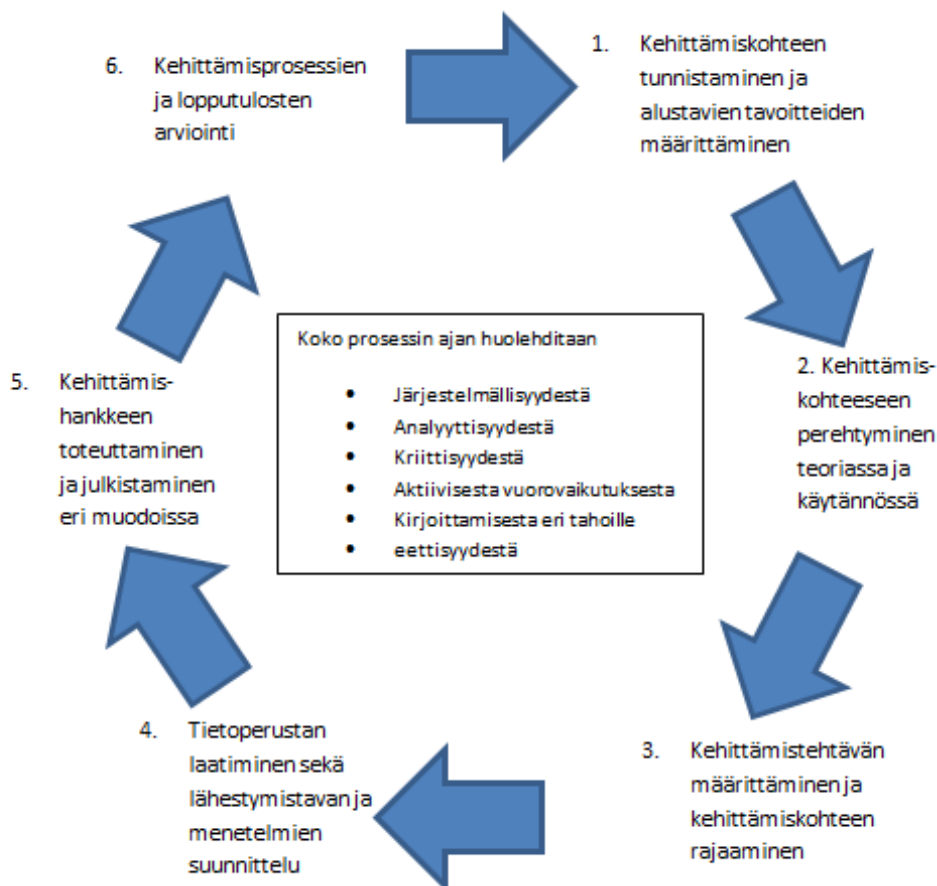 1. Kehittämiskohteen
tunnistaminen ja
alustavien tavoitteiden
määrittäminen
2. Kehittämis-
kohteeseen
perehtyminen
teoriassa ja
käytännössä
3. Kehittämistehtävän
määrittäminen ja
kehittämiskohteen
rajaaminen
4. Tietoperustan
laatiminen sekä
lähestymistavan ja
menetelmien
suunnittelu
5. Kehittämis-
hankkeen
toteuttaminen
ja julkistaminen
eri muodoissa
6. Kehittämisprosessien
ja lopputulosten
arviointi
Koko prosessin ajan huolehditaan
• Järjestelmällisyydestä
• Analyyttisyydestä
• Kriittisyydestä
• Aktiivisesta vuorovaikutuksesta
• Kirjoittamisesta eri tahoille
• eettisyydestä